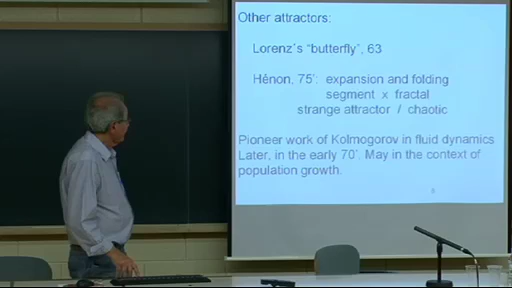 Other attractors:
Lorenz´s "butterfly", 63
Hénon, 75´: expansion and folding
segment x fractal
strange attractor / chaotic
Pioneer work of Kolmogorov in fluid dynamics
Later, in the early 70´. May in the context of
population growth.